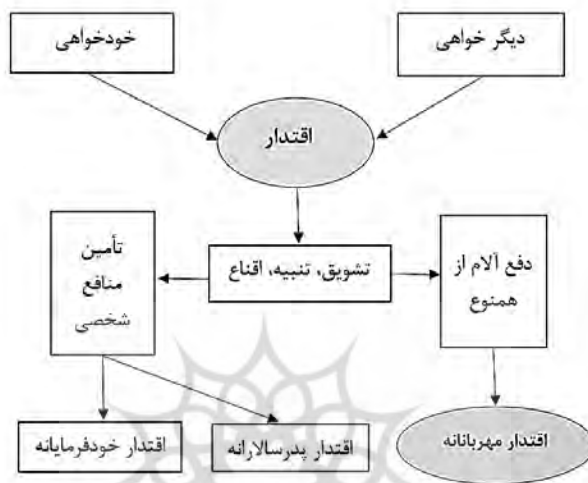 دیگر خواهی
خودخواهی
اقتدار
دفع آلام از
همنوع
تشویق، تنبیه، اقناع
تأمین
منافع
شخصی
اقتدار مهربانانه
اقتدار پدرسالارانه
اقتدار خودفرمایانه